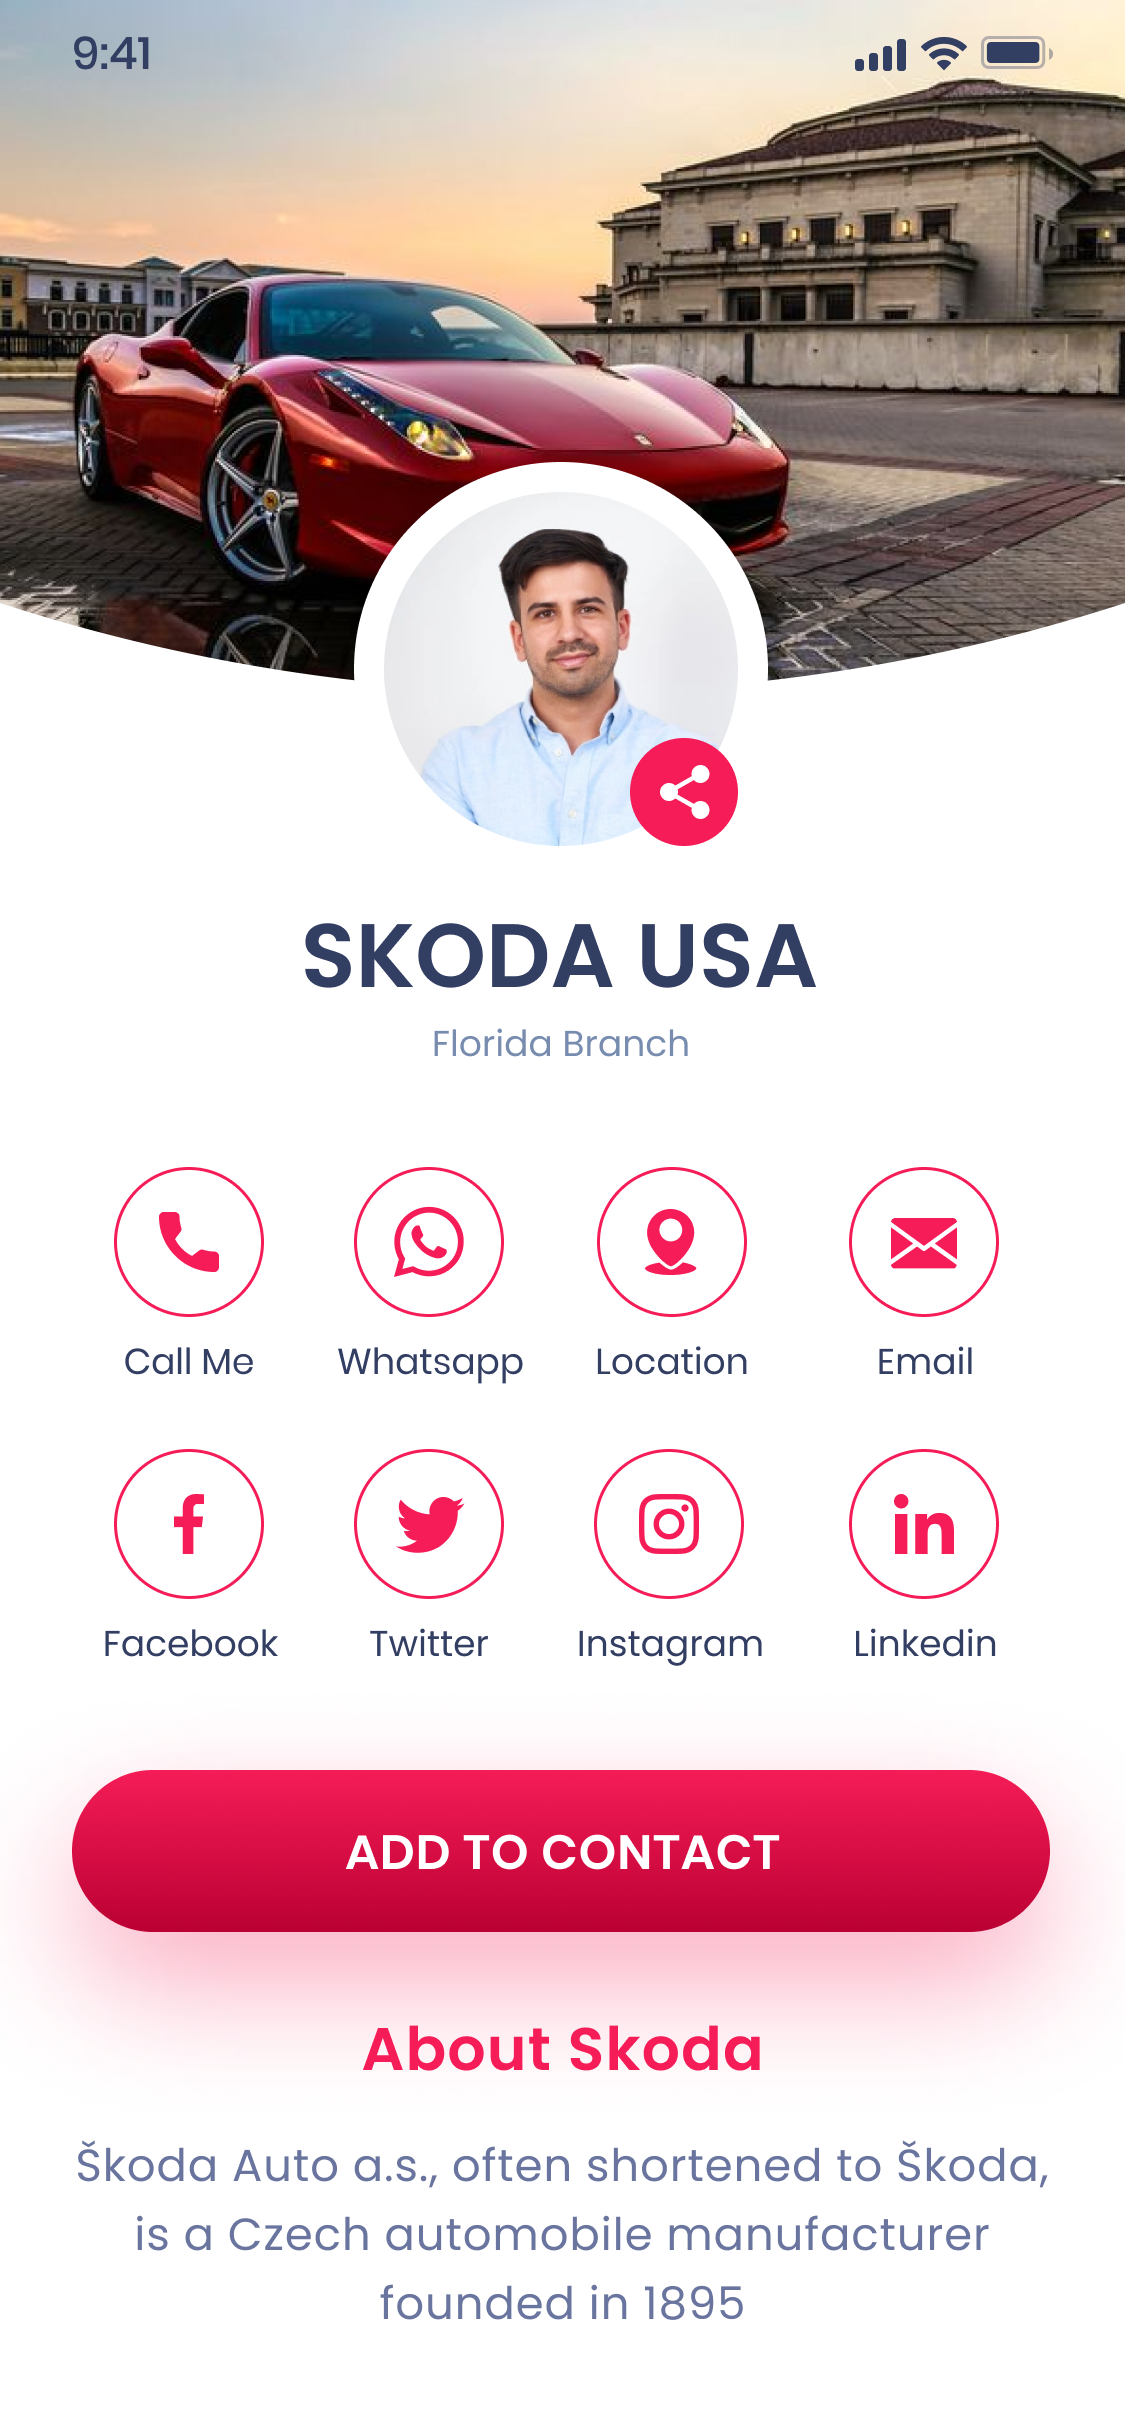 9:41
SKODA USA
Florida Branch
Call Me
Whatsapp
Location
Email
Facebook
Twitter
Instagram
Linkedin
ADD TO CONTACT
About Skoda
Škoda Auto a.s., often shortened to Škoda,
is a Czech automobile manufacturer
founded in 1895